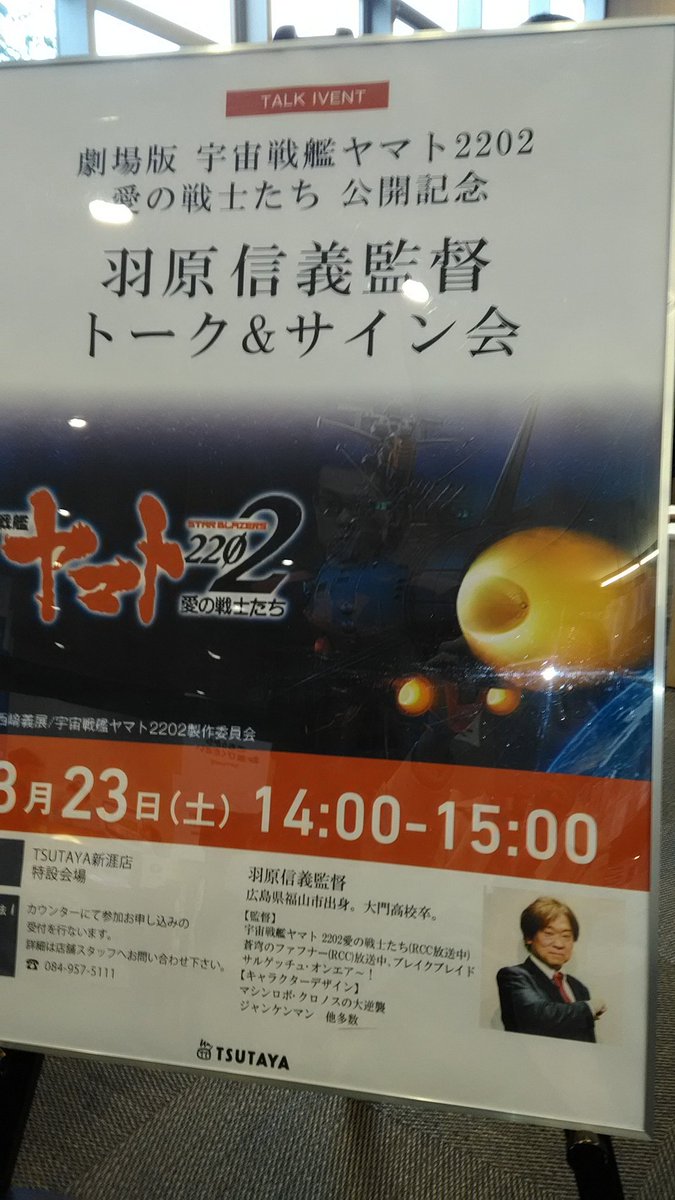 TALK IVENT
劇場版 宇宙戦艦ヤマト2202
愛の戦士たち 公開記念
羽原信義監督
トーク&サイン会
戦艦
ヤマト
STAR BLAZERS
2202
愛の戦士たち
西﨑義展/宇宙戦艦ヤマト2202製作委員会
3月23日(土) 14:00-15:00
TSUTAYA新涯店
特設会場
カウンターにて参加お申し込みの
受付を行ないます。
詳細は店舗スタッフへお問い合わせ下さい。
☎ 084-957-5111
羽原信義監督
広島県福山市出身。大門高校卒。
【監督】
宇宙戦艦ヤマト 2202愛の戦士たち(RCC放送中)
蒼穹のファフナー(RCC)放送中、ブレイクブレイド
サルゲッチュ・オンエア～!
【キャラクターデザイン】
マシンロボ・クロノスの大逆襲
ジャンケンマン 他多数
TSUTAYA